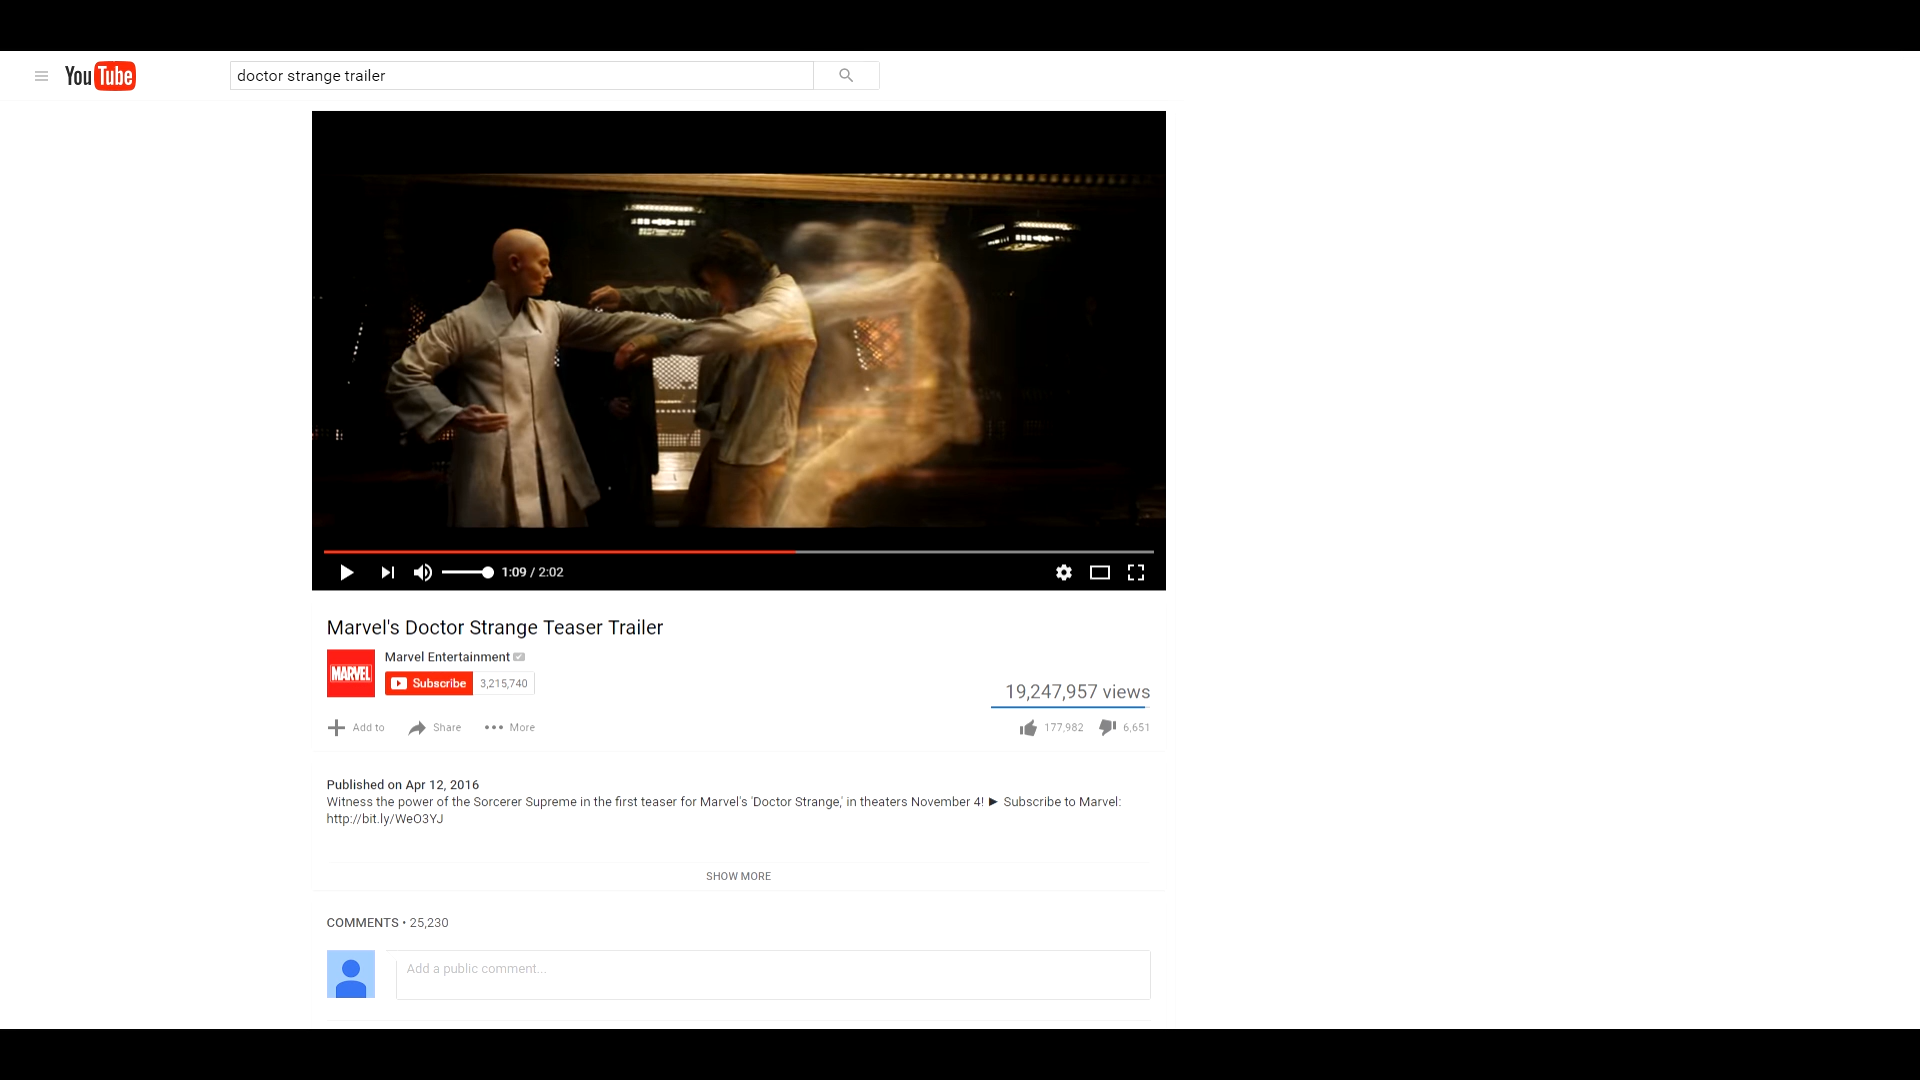 YouTube
doctor strange trailer
1:09 / 2:02
Marvel's Doctor Strange Teaser Trailer
MARVEL
Marvel Entertainment
Subscribe 3,215,740
19,247,957 views
Add to Share More 177,982 6,651
Published on Apr 12, 2016
Witness the power of the Sorcerer Supreme in the first teaser for Marvel's 'Doctor Strange,' in theaters November 4! ► Subscribe to Marvel:
http://bit.ly/WeO3YJ
SHOW MORE
COMMENTS • 25,230
Add a public comment...